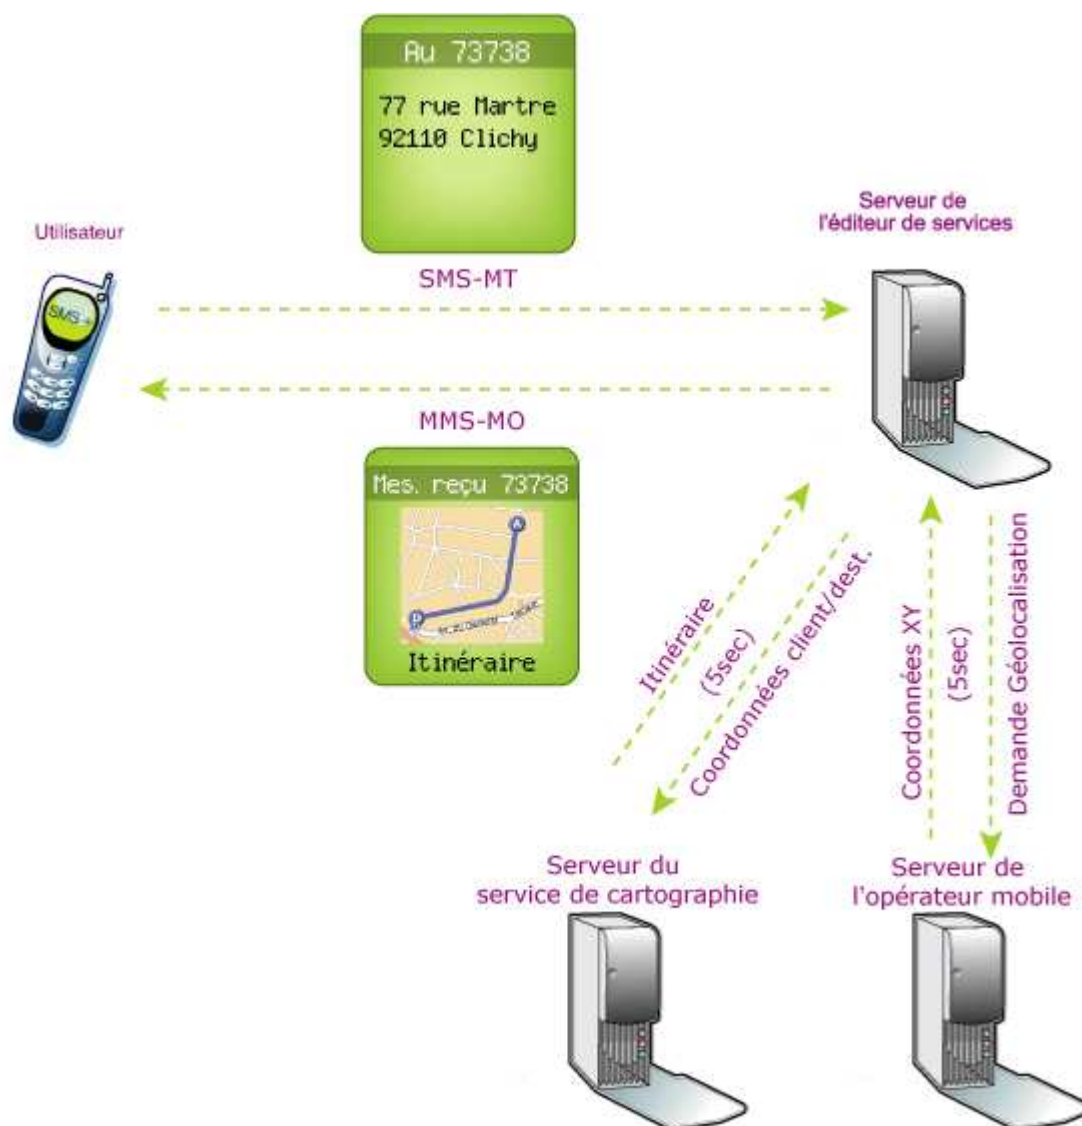 Au 73738
77 rue Martre
92110 Clichy
Utilisateur
Serveur de
l'éditeur de services
SMS-MT
SMS +
MMS-MO
Mes. reçu 73738
A
P
Itinéraire
Itinéraire
(5sec)
Coordonnées client/dest.
Coordonnées XY
(5sec)
Demande Géolocalisation
Serveur du
service de cartographie
Serveur de
l'opérateur mobile